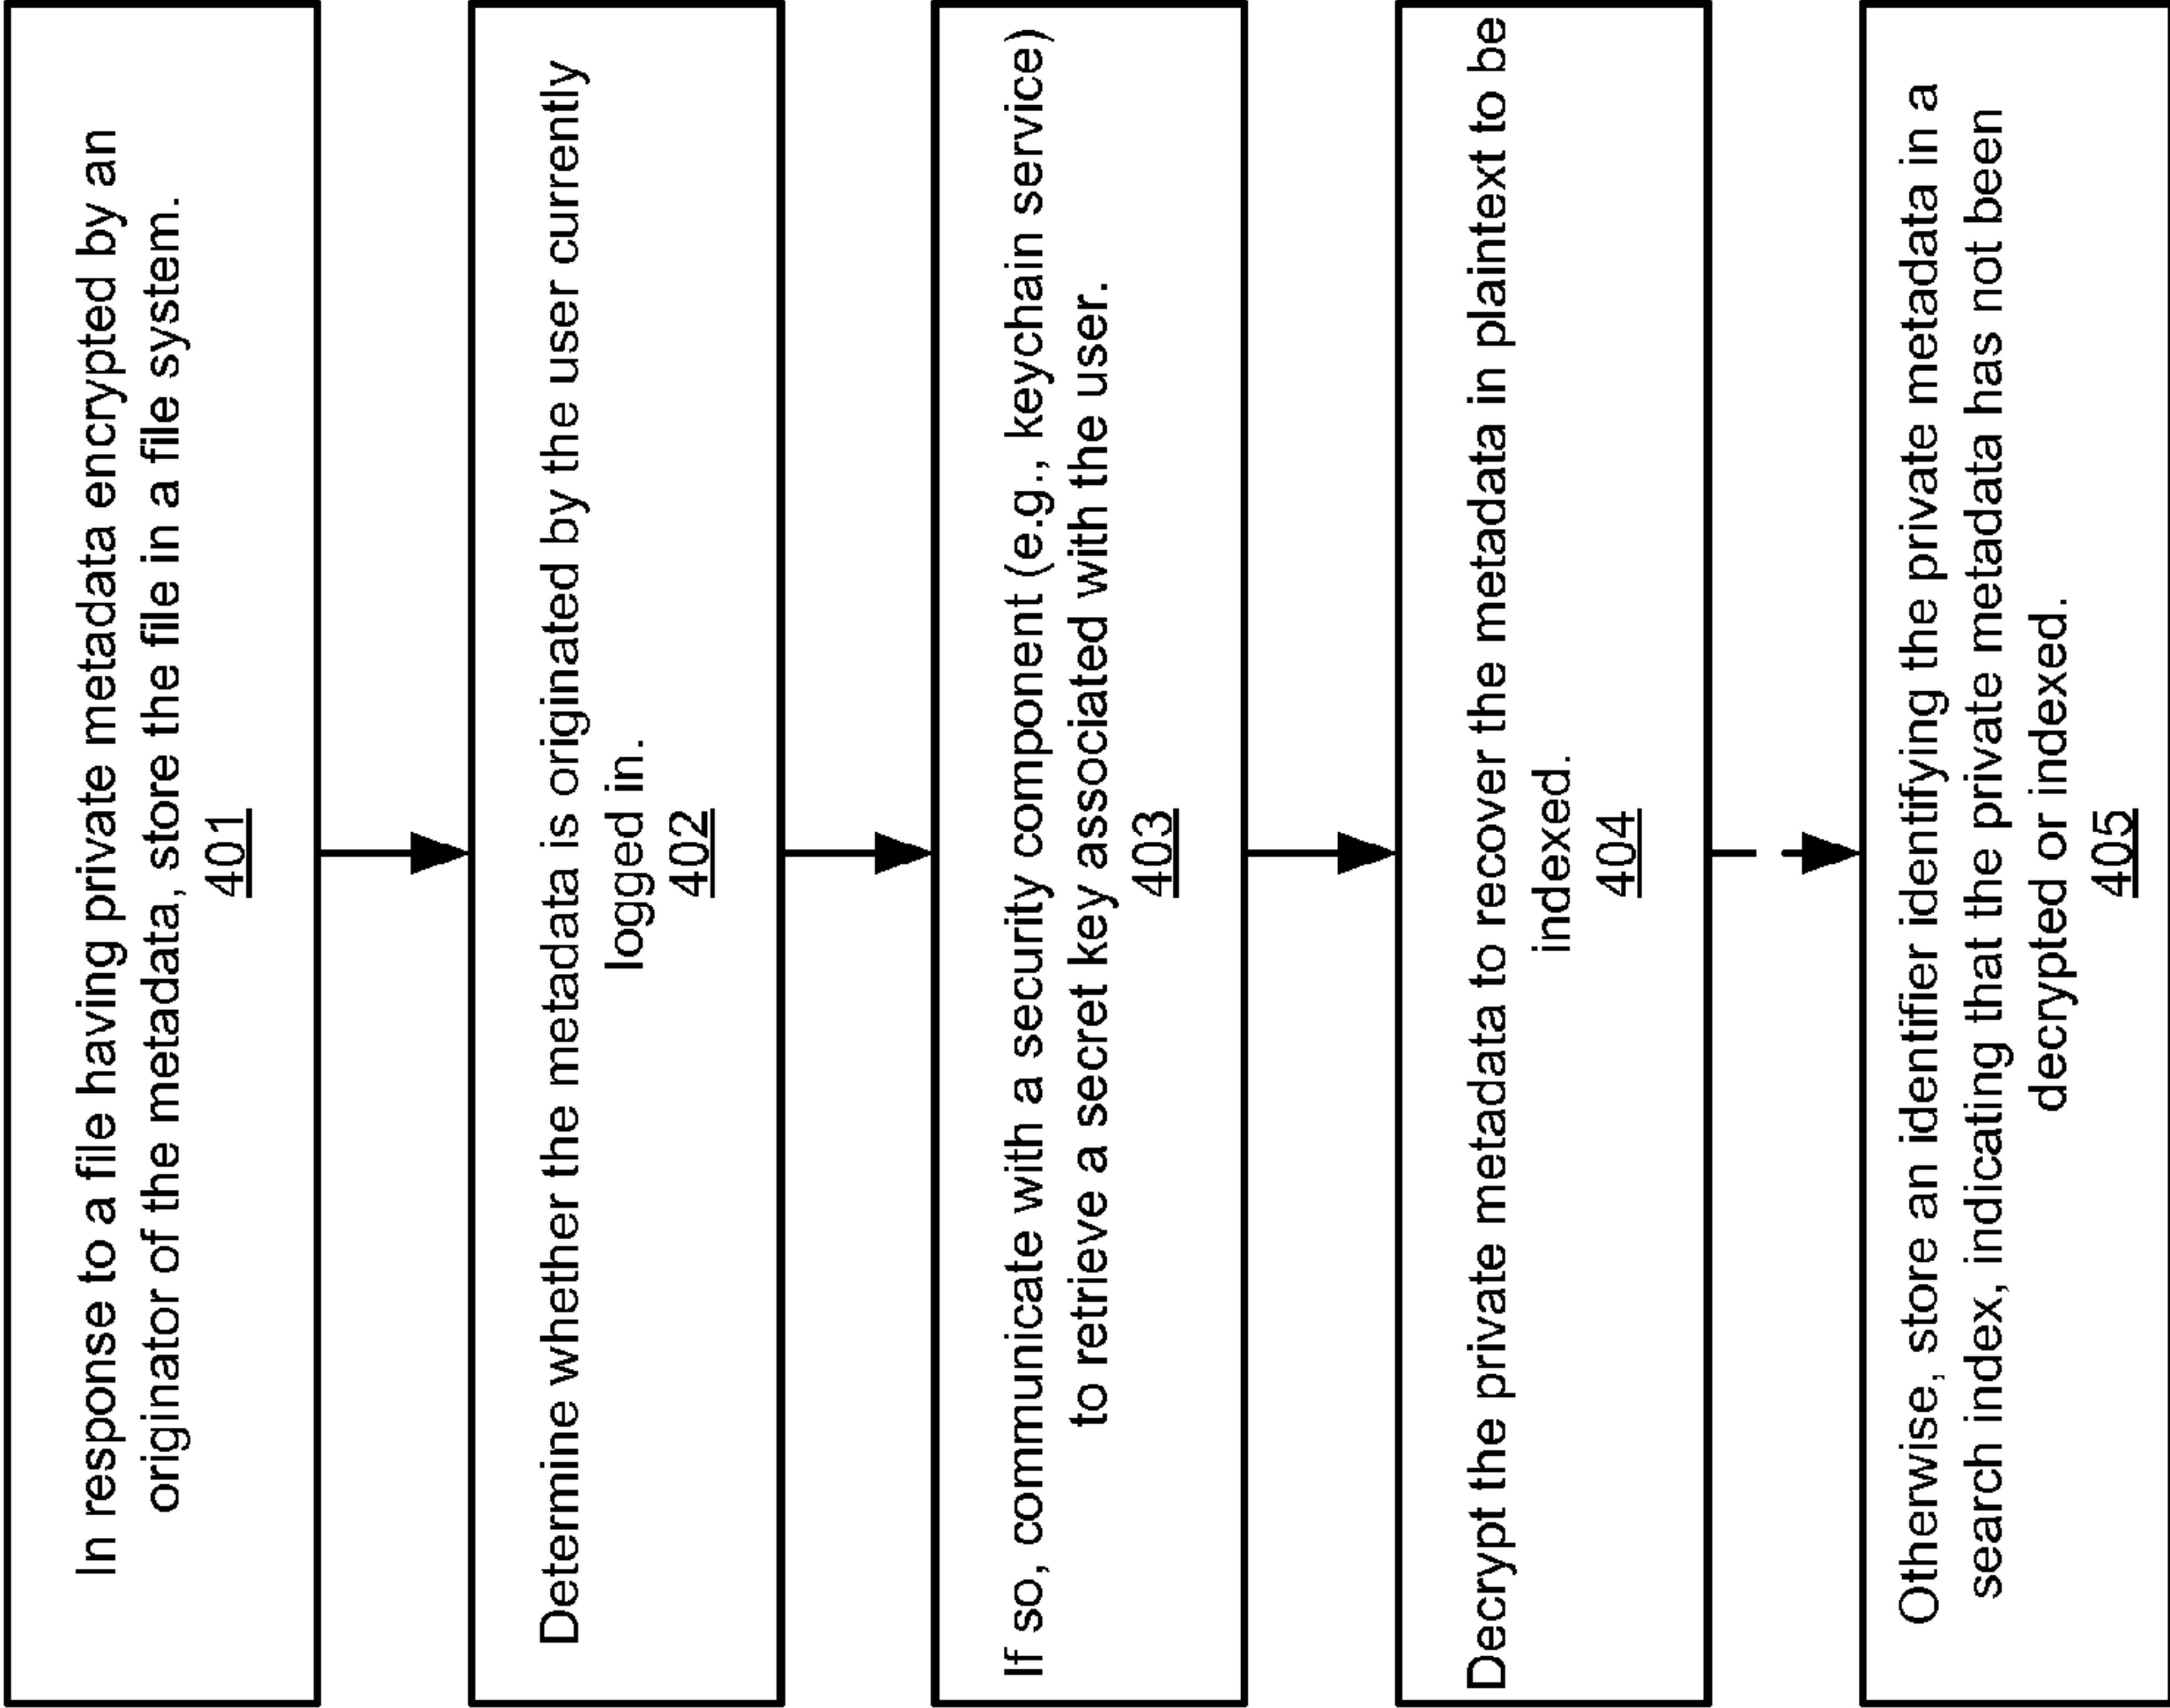 In response to a file having private metadata encrypted by an
originator of the metadata, store the file in a file system.
401
Determine whether the metadata is originated by the user currently
logged in.
402
If so, communicate with a security component (e.g., keychain service)
to retrieve a secret key associated with the user.
403
Decrypt the private metadata to recover the metadata in plaintext to be
indexed.
404
Otherwise, store an identifier identifying the private metadata in a
search index, indicating that the private metadata has not been
decrypted or indexed.
405